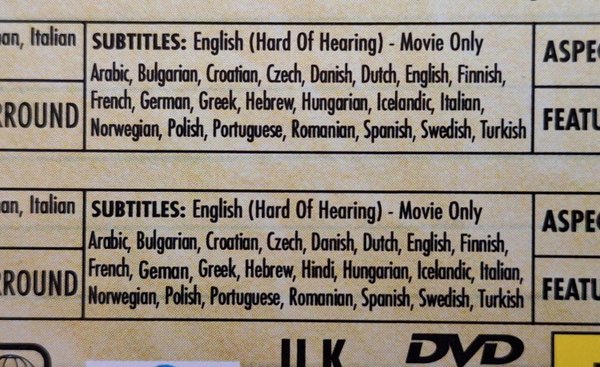 an, Italian
SUBTITLES: English (Hard Of Hearing) - Movie Only
Arabic, Bulgarian, Croatian, Czech, Danish, Dutch, English, Finnish,
French, German, Greek, Hebrew, Hungarian, Icelandic, Italian,
Norwegian, Polish, Portuguese, Romanian, Spanish, Swedish, Turkish
RROUND
ASPEC
FEATU
an, Italian
SUBTITLES: English (Hard Of Hearing) - Movie Only
Arabic, Bulgarian, Croatian, Czech, Danish, Dutch, English, Finnish,
French, Geman, Greek, Hebrew, Hindi, Hungarian, Icelandic, Italian,
Norwegian, Polish, Portuguese, Romanian, Spanish, Swedish, Turkish
RROUND
ASPEC
FEATU
U.K.
DVD